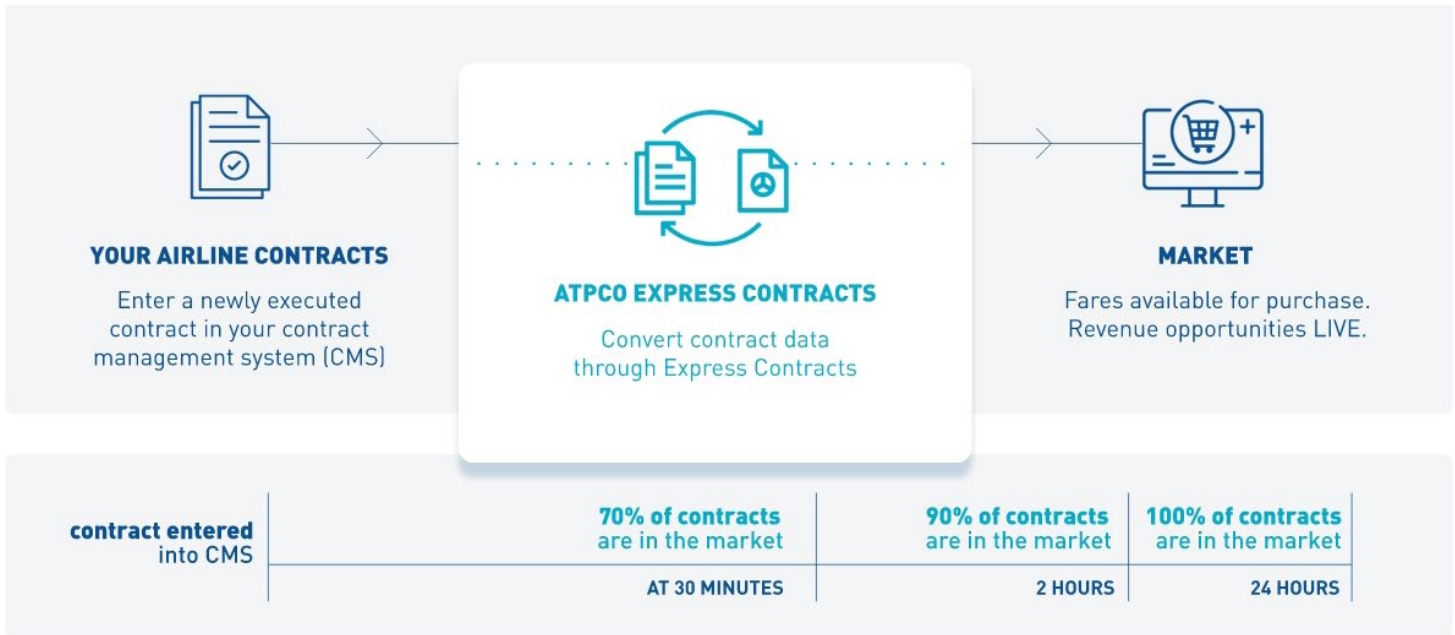 YOUR AIRLINE CONTRACTS
Enter a newly executed
contract in your contract
management system (CMS)
ATPCO EXPRESS CONTRACTS
Convert contract data
through Express Contracts
MARKET
Fares available for purchase.
Revenue opportunities LIVE.
contract entered
into CMS
70% of contracts
are in the market
AT 30 MINUTES
90% of contracts
are in the market
2 HOURS
100% of contracts
are in the market
24 HOURS